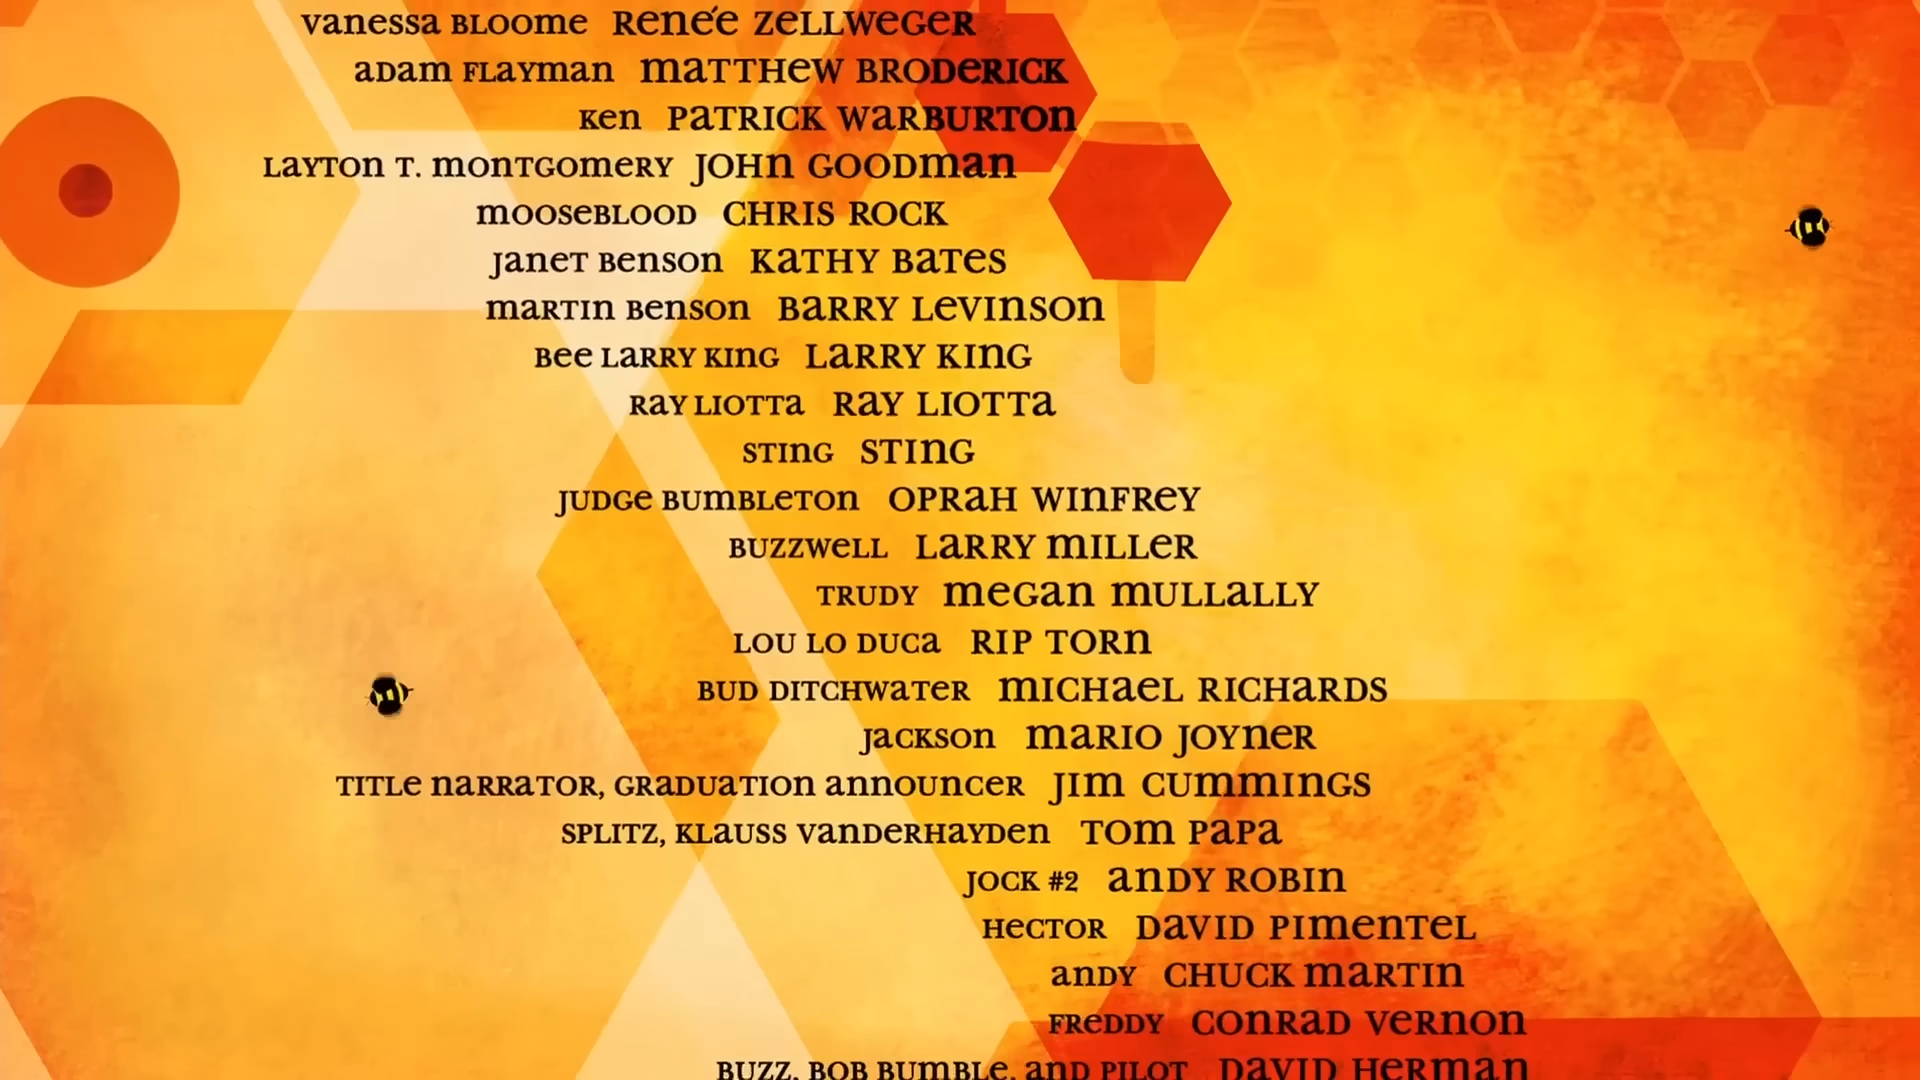 vanessa BLoome Renée Zellweger
adam FLayman matthew Broderick
Ken Patrick Warburton
Layton T. Montgomery John Goodman
mooseBLOOD CHRIS ROCK
Janet Benson Kathy Bates
martin Benson Barry Levinson
Bee Larry King Larry King
Ray Liotta Ray Liotta
Sting Sting
Judge Bumbleton Oprah Winfrey
Buzzwell Larry Miller
Trudy Megan Mullally
Lou Lo Duca Rip Torn
Bud Ditchwater Michael Richards
Jackson Mario Joyner
Title Narrator, Graduation Announcer Jim Cummings
Splitz, Klauss Vanderhayden Tom Papa
Jock #2 Andy Robin
Hector David Pimentel
Andy Chuck Martin
Freddy Conrad Vernon
Buzz, Bob Bumble, and Pilot David Herman